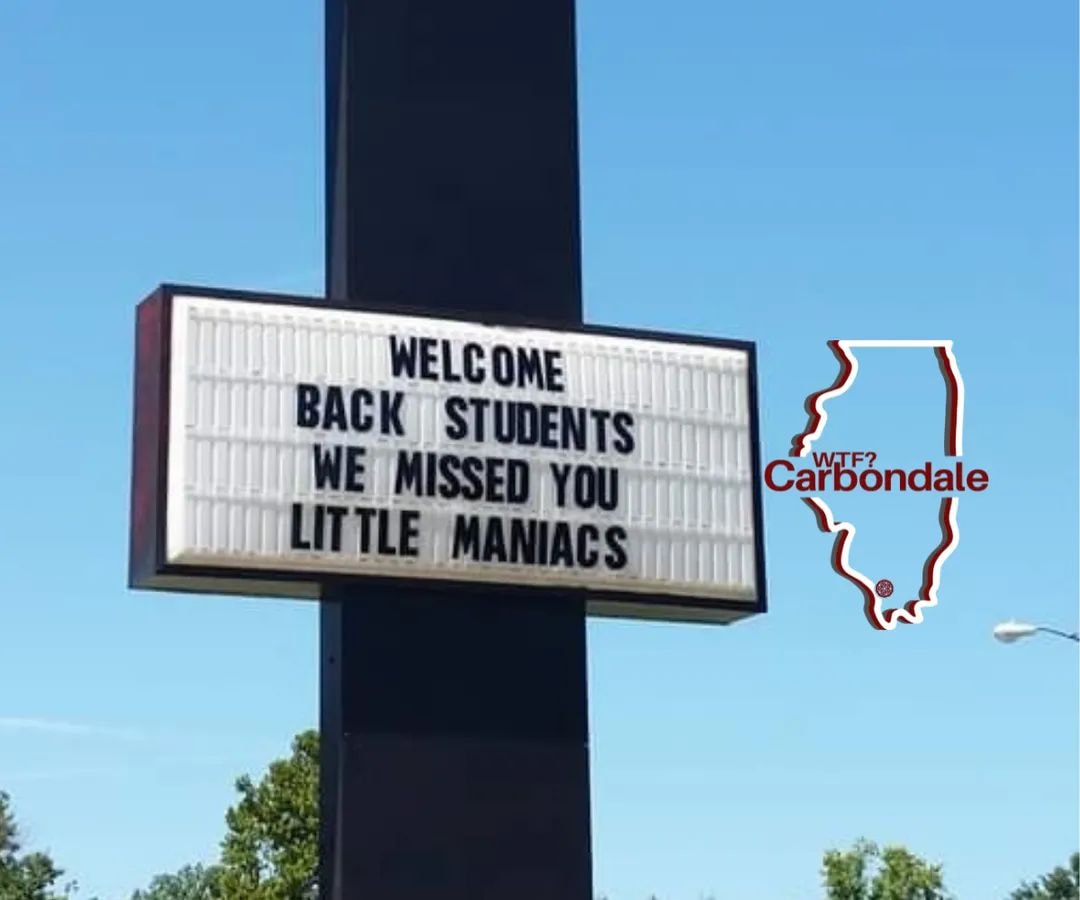 WELCOME
BACK STUDENTS
WE MISSED YOU
LITTLE MANIACS
WTF?
Carbondale